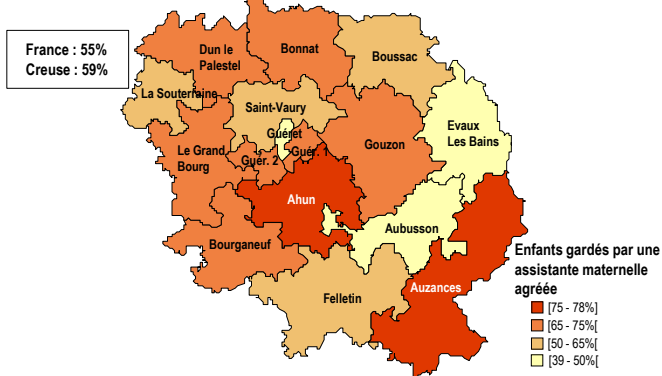 France : 55%
Creuse : 59%
Dun le
Palestel
Bonnat
Boussac
La Souterraine
Saint-Vaury
Guéret
Evaux
Les Bains
Le Grand
Bourg
Guér. 2
Guér. 1
Gouzon
Ahun
Aubusson
Bourganeuf
Felletin
Auzances
Enfants gardés par une
assistante maternelle
agréée
[75 - 78%]
[65 - 75%[
[50 - 65%[
[39 - 50%[